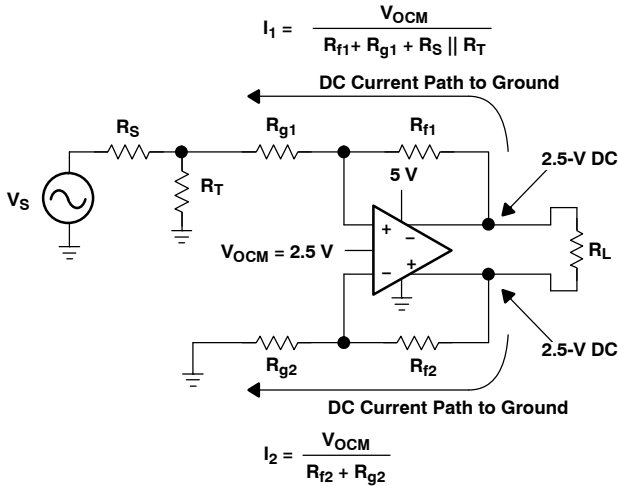 I1 = VOCM / Rf1+ Rg1 + RS || RT
DC Current Path to Ground
RS
Rg1
Rf1
2.5-V DC
5 V
RT
VS
+
−
VOCM = 2.5 V
RL
+
−
Rg2
Rf2
2.5-V DC
DC Current Path to Ground
I2 = VOCM / Rf2 + Rg2